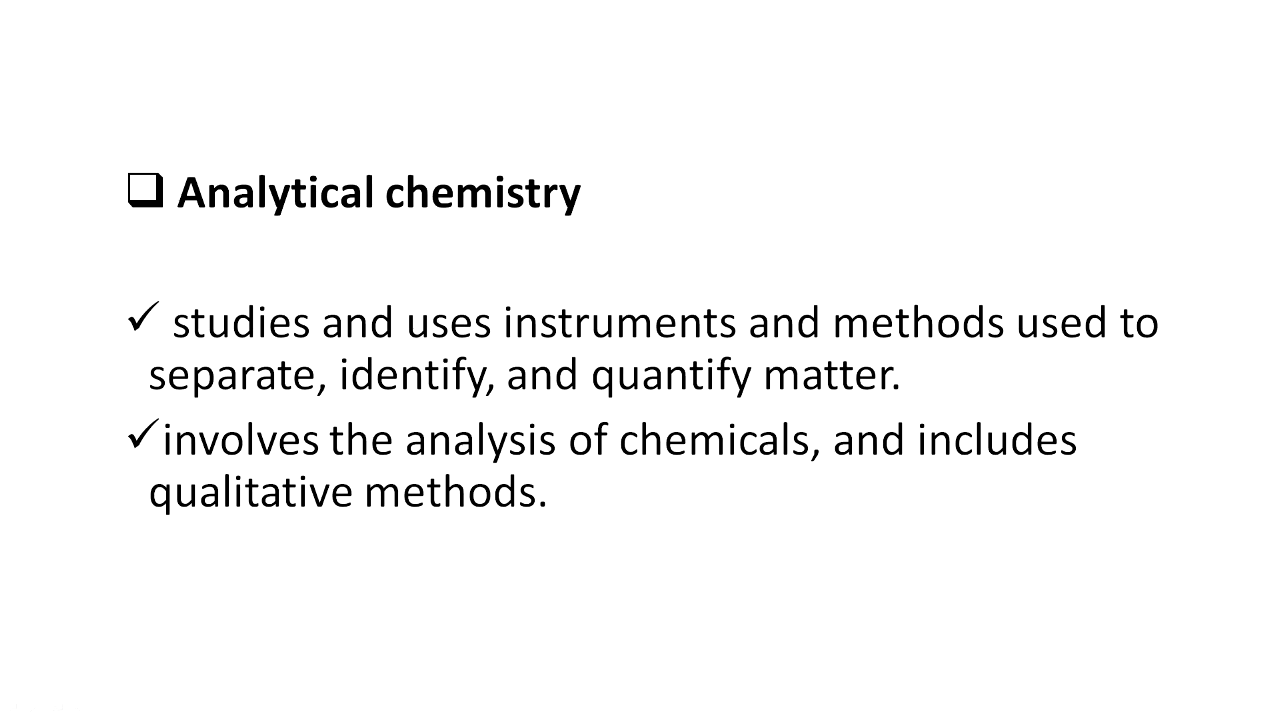 ❑ Analytical chemistry
✓ studies and uses instruments and methods used to
separate, identify, and quantify matter.
✓involves the analysis of chemicals, and includes
qualitative methods.